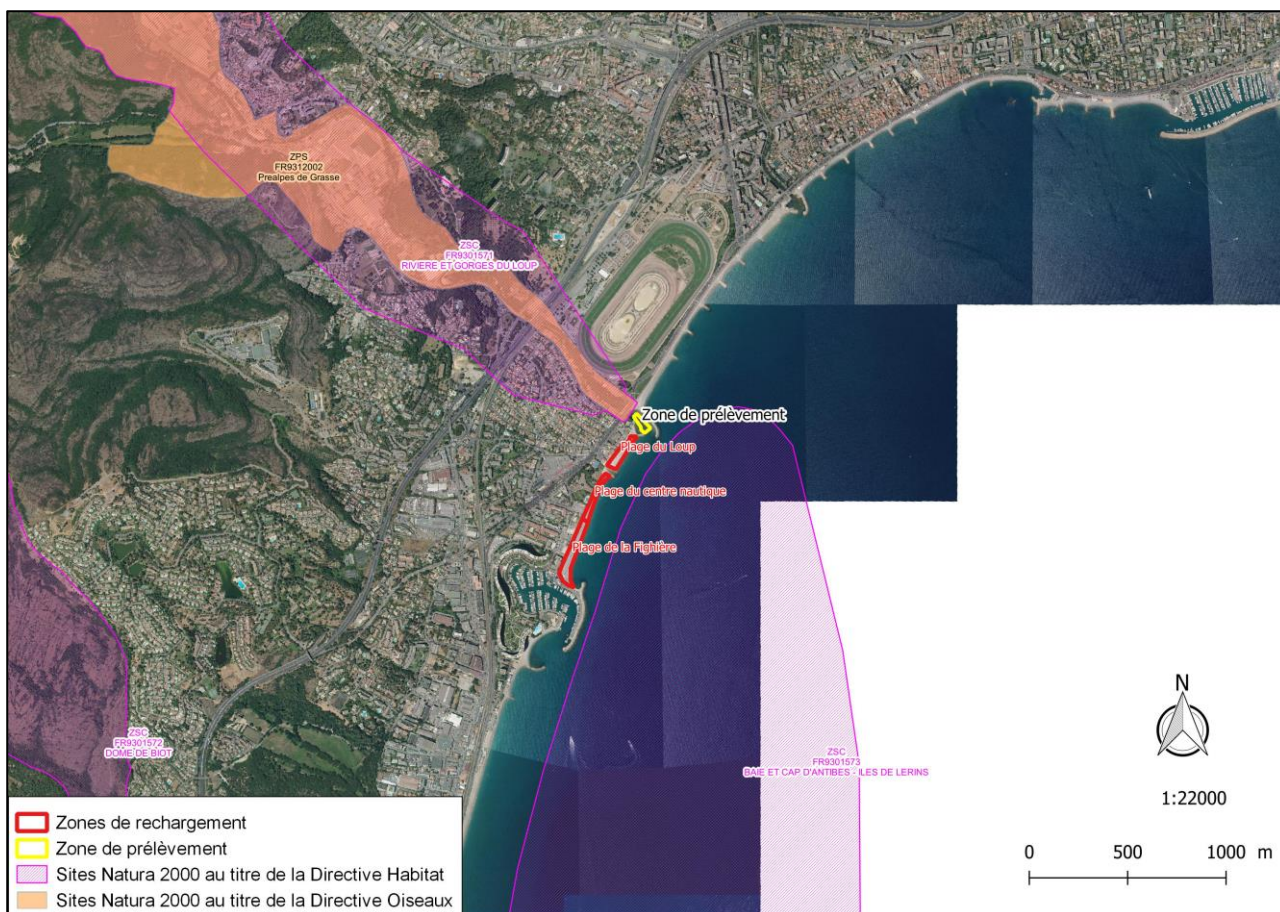 ZPS
FR9312002
Prealpes de Grasse
ZSC
FR9301571
RIVIERE ET GORGES DU LOUP
Zone de prélèvement
Plage du Loup
Plage du centre nautique
Plage de la Fighière
ZSC
FR9301572
DOME DE BIOT
ZSC
FR9301573
BAIE ET CAP D'ANTIBES - ILES DE LERINS
N
1:22000
0 500 1000 m
Zones de rechargement
Zone de prélèvement
Sites Natura 2000 au titre de la Directive Habitat
Sites Natura 2000 au titre de la Directive Oiseaux